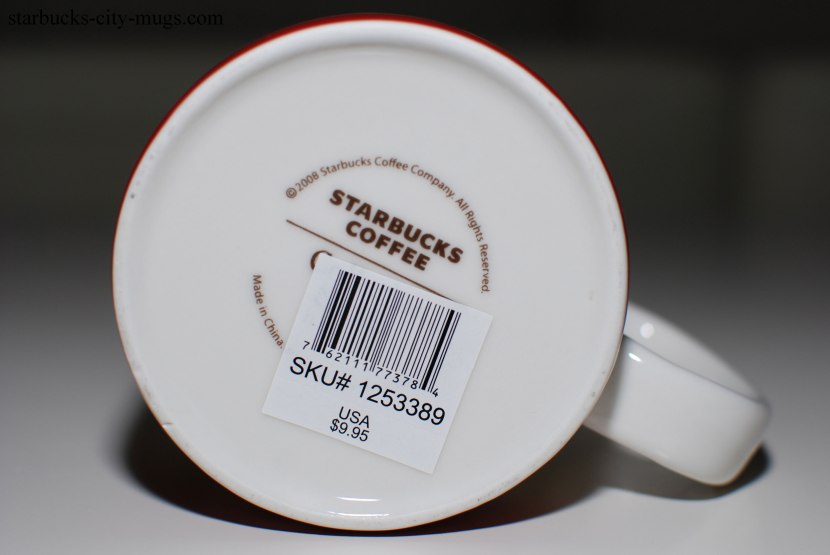 starbucks-city-mugs.com
©2008 Starbucks Coffee Company. All Rights Reserved.
STARBUCKS
COFFEE
Made in China.
7 62111 77378 4
SKU# 1253389
USA
$9.95